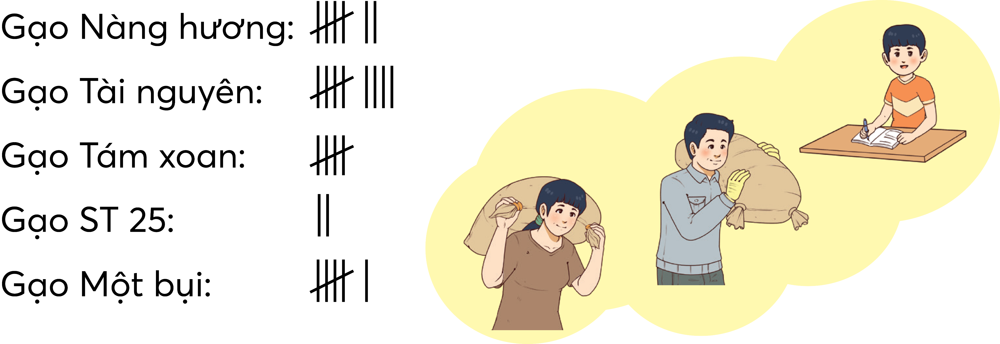 Gạo Nàng hương:
Gạo Tài nguyên:
Gạo Tám xoan:
Gạo ST 25:
Gạo Một bụi: